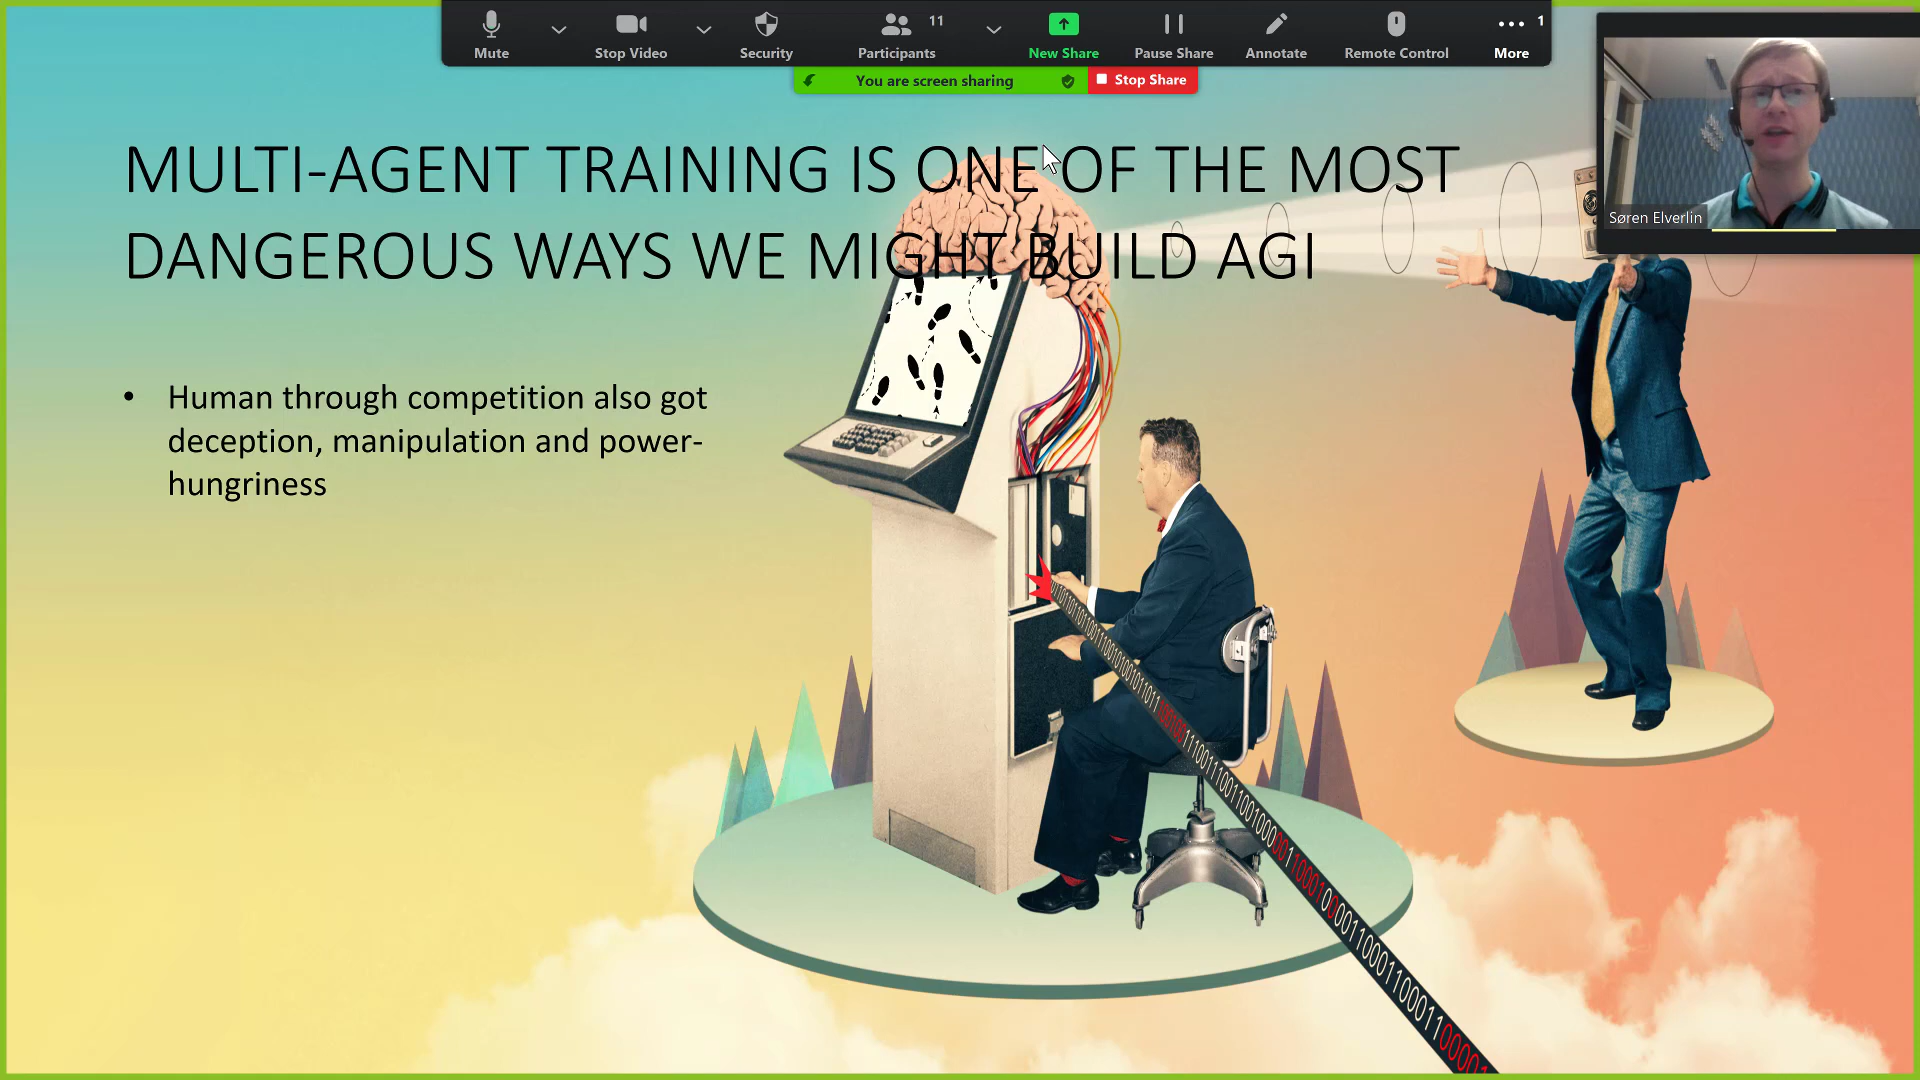 Mute
Stop Video
Security
Participants
11
New Share
Pause Share
Annotate
Remote Control
More
1
You are screen sharing
Stop Share
Søren Elverlin
MULTI-AGENT TRAINING IS ONE OF THE MOST
DANGEROUS WAYS WE MIGHT BUILD AGI
• Human through competition also got
deception, manipulation and power-
hungriness